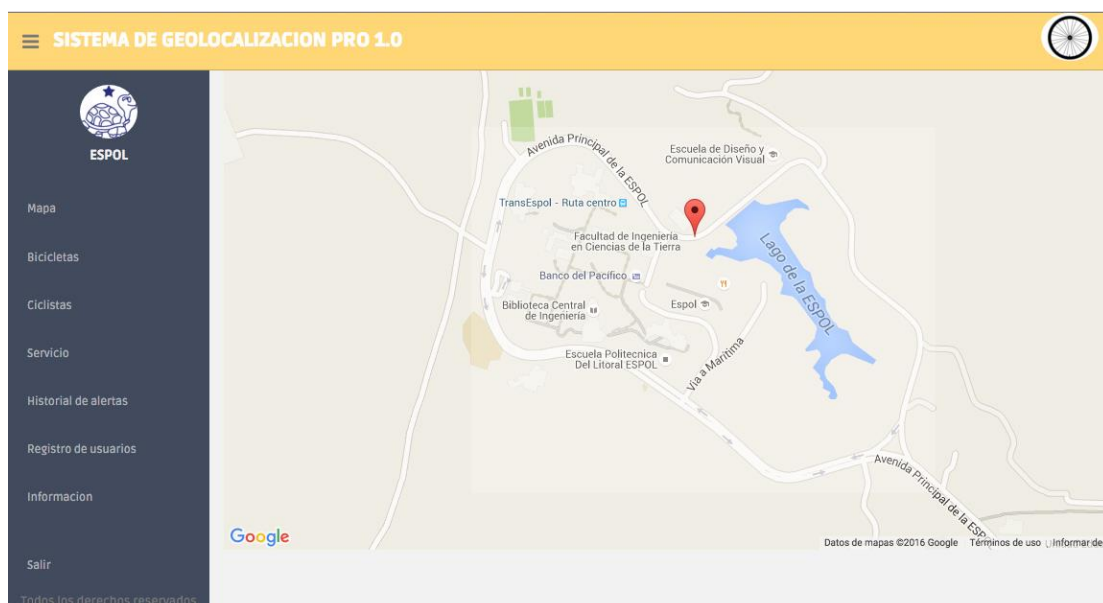 SISTEMA DE GEOLOCALIZACION PRO 1.0
ESPOL
Mapa
Bicicletas
Ciclistas
Servicio
Historial de alertas
Registro de usuarios
Informacion
Salir
Todos los derechos reservados
Avenida Principal de la ESPOL
Escuela de Diseño y
Comunicación Visual
TransEspol - Ruta centro
Facultad de Ingeniería
en Ciencias de la Tierra
Banco del Pacífico
Lago de la ESPOL
Biblioteca Central
de Ingeniería
Espol
Escuela Politecnica
Del Litoral ESPOL
Via a Maritima
Avenida Principal de la ESPOL
Google
Datos de mapas ©2016 Google
Términos de uso
Informar de